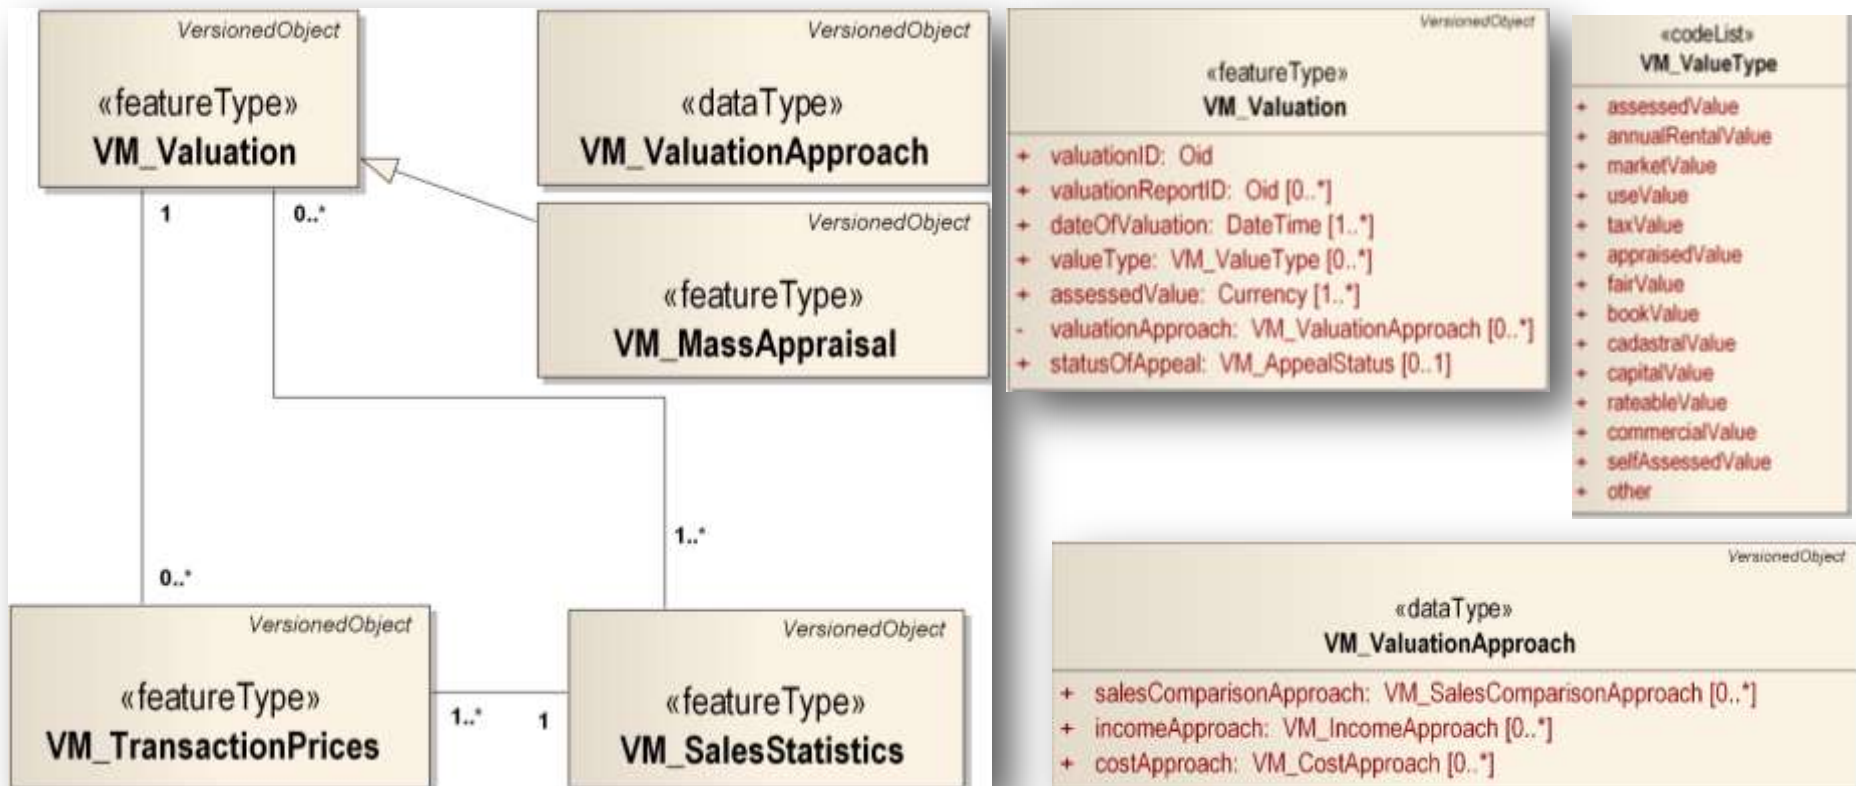 VersionedObject
«featureType»
VM_Valuation
1
0..*
VersionedObject
«dataType»
VM_ValuationApproach
VersionedObject
«featureType»
VM_MassAppraisal
1..*
0..*
VersionedObject
«featureType»
VM_TransactionPrices
1..*
1
VersionedObject
«featureType»
VM_SalesStatistics
VersionedObject
«featureType»
VM_Valuation
+ valuationID: Oid
+ valuationReportID: Oid [0..*]
+ dateOfValuation: DateTime [1..*]
+ valueType: VM_ValueType [0..*]
+ assessedValue: Currency [1..*]
- valuationApproach: VM_ValuationApproach [0..*]
+ statusOfAppeal: VM_AppealStatus [0..1]
«codeList»
VM_ValueType
+ assessedValue
+ annualRentalValue
+ marketValue
+ useValue
+ taxValue
+ appraisedValue
+ fairValue
+ bookValue
+ cadastralValue
+ capitalValue
+ rateableValue
+ commercialValue
+ selfAssessedValue
+ other
VersionedObject
«dataType»
VM_ValuationApproach
+ salesComparisonApproach: VM_SalesComparisonApproach [0..*]
+ incomeApproach: VM_IncomeApproach [0..*]
+ costApproach: VM_CostApproach [0..*]